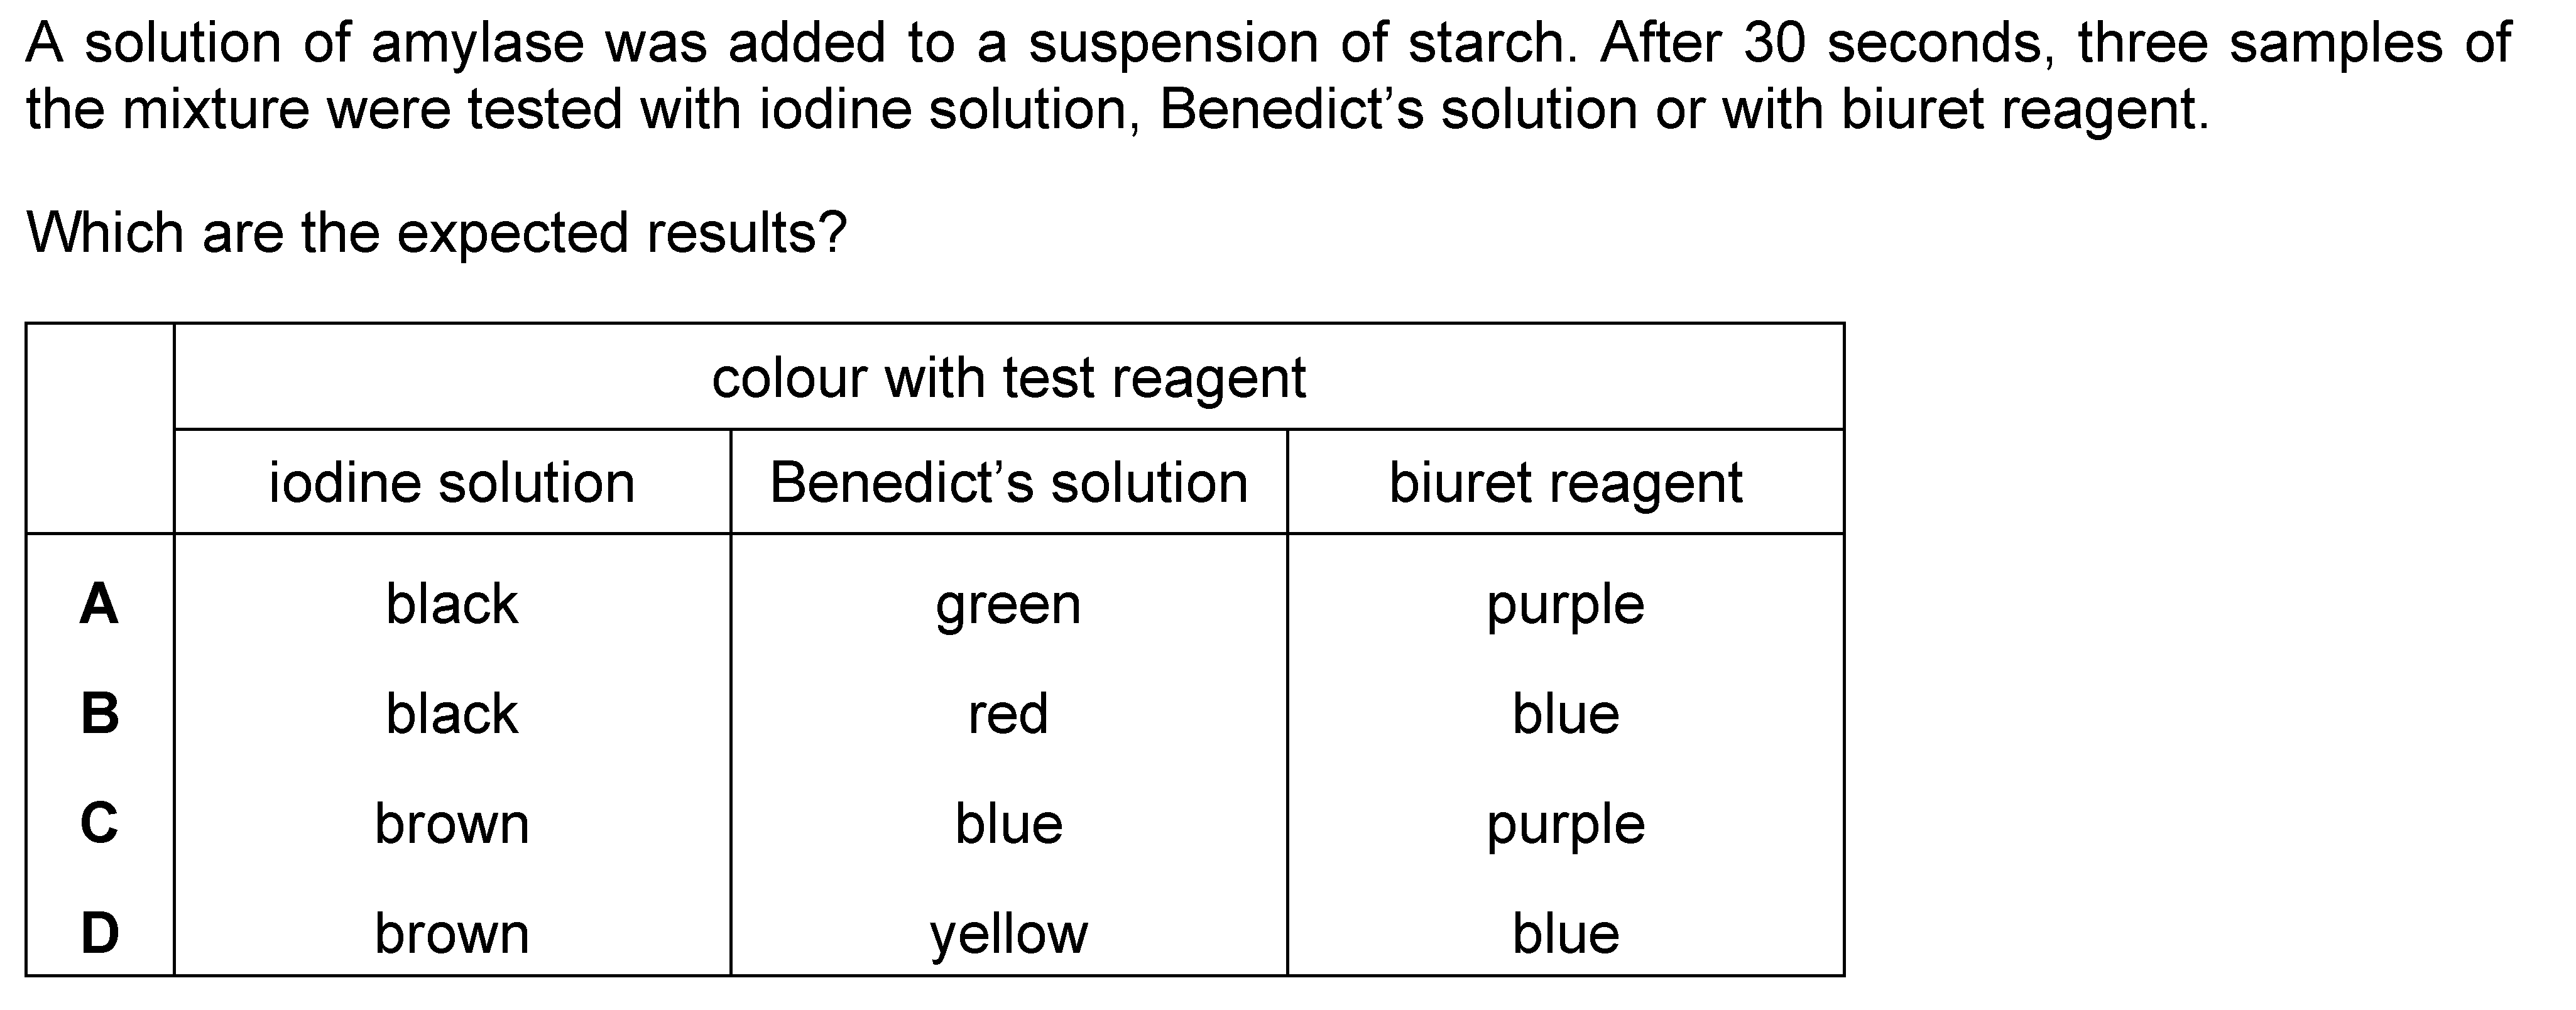 A solution of amylase was added to a suspension of starch. After 30 seconds, three samples of
the mixture were tested with iodine solution, Benedict’s solution or with biuret reagent.
Which are the expected results?
colour with test reagent
iodine solution Benedict’s solution biuret reagent
A black green purple
B black red blue
C brown blue purple
D brown yellow blue